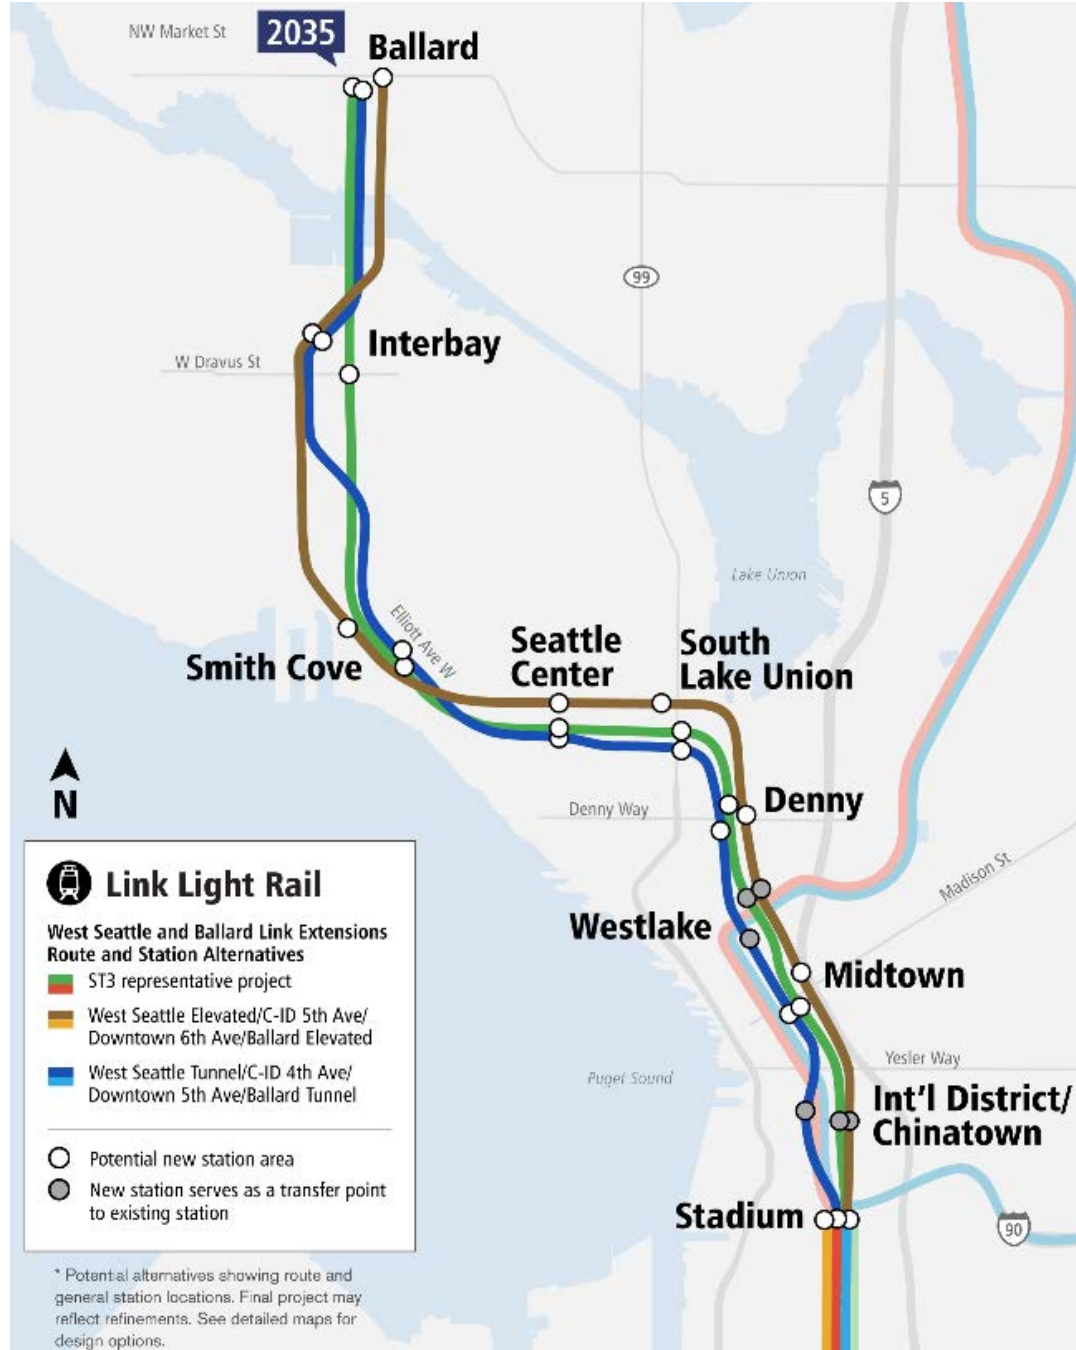 NW Market St
2035
Ballard
99
Interbay
W Dravus St
5
Lake Union
Elliott Ave W
Smith Cove
Seattle
Center
South
Lake Union
N
Denny Way
Denny
Madison St
Westlake
Midtown
Yesler Way
Puget Sound
Int'l District/
Chinatown
Stadium
90
Link Light Rail
West Seattle and Ballard Link Extensions
Route and Station Alternatives
ST3 representative project
West Seattle Elevated/C-ID 5th Ave/
Downtown 6th Ave/Ballard Elevated
West Seattle Tunnel/C-ID 4th Ave/
Downtown 5th Ave/Ballard Tunnel
Potential new station area
New station serves as a transfer point
to existing station
* Potential alternatives showing route and
general station locations. Final project may
reflect refinements. See detailed maps for
design options.